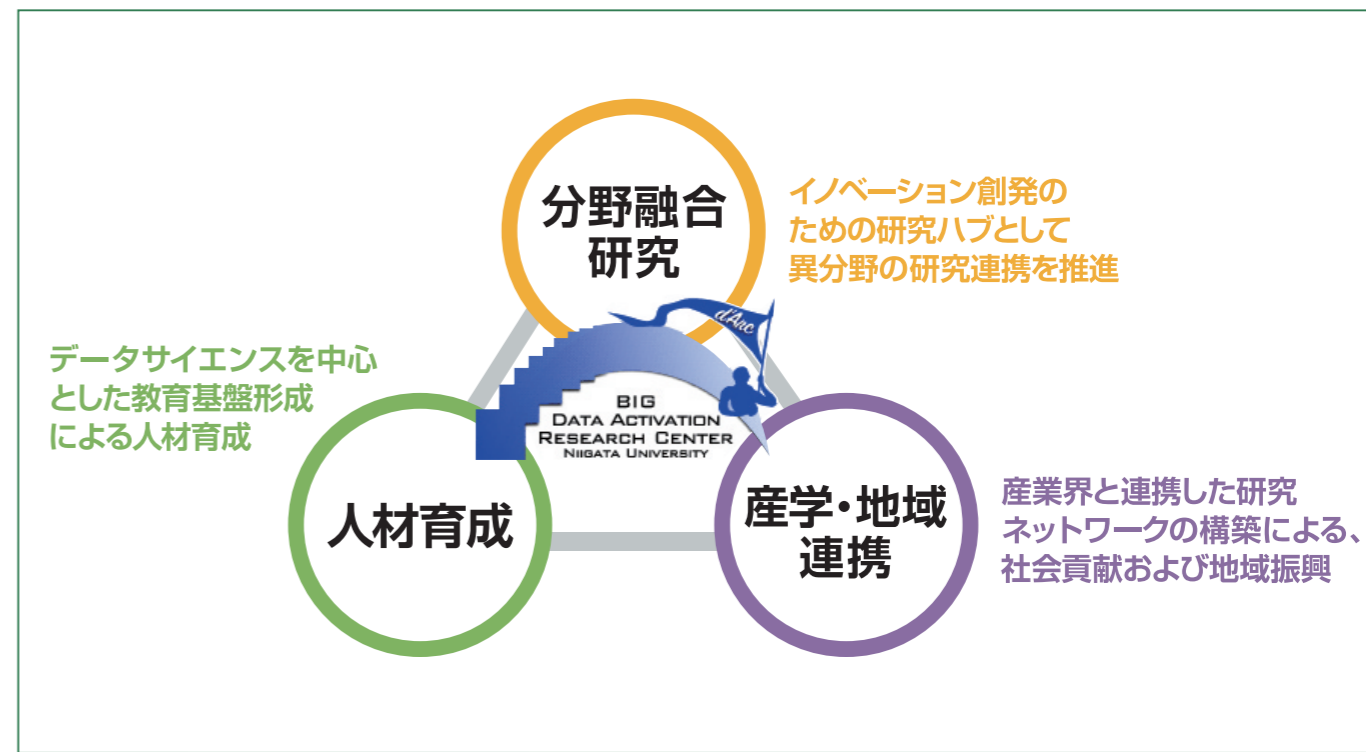 分野融合
研究
イノベーション創発の
ための研究ハブとして
異分野の研究連携を推進
d'Arc
データサイエンスを中心
とした教育基盤形成
による人材育成
BIG
DATA ACTIVATION
RESEARCH CENTER
NIIGATA UNIVERSITY
人材育成
産学・地域
連携
産業界と連携した研究
ネットワークの構築による、
社会貢献および地域振興